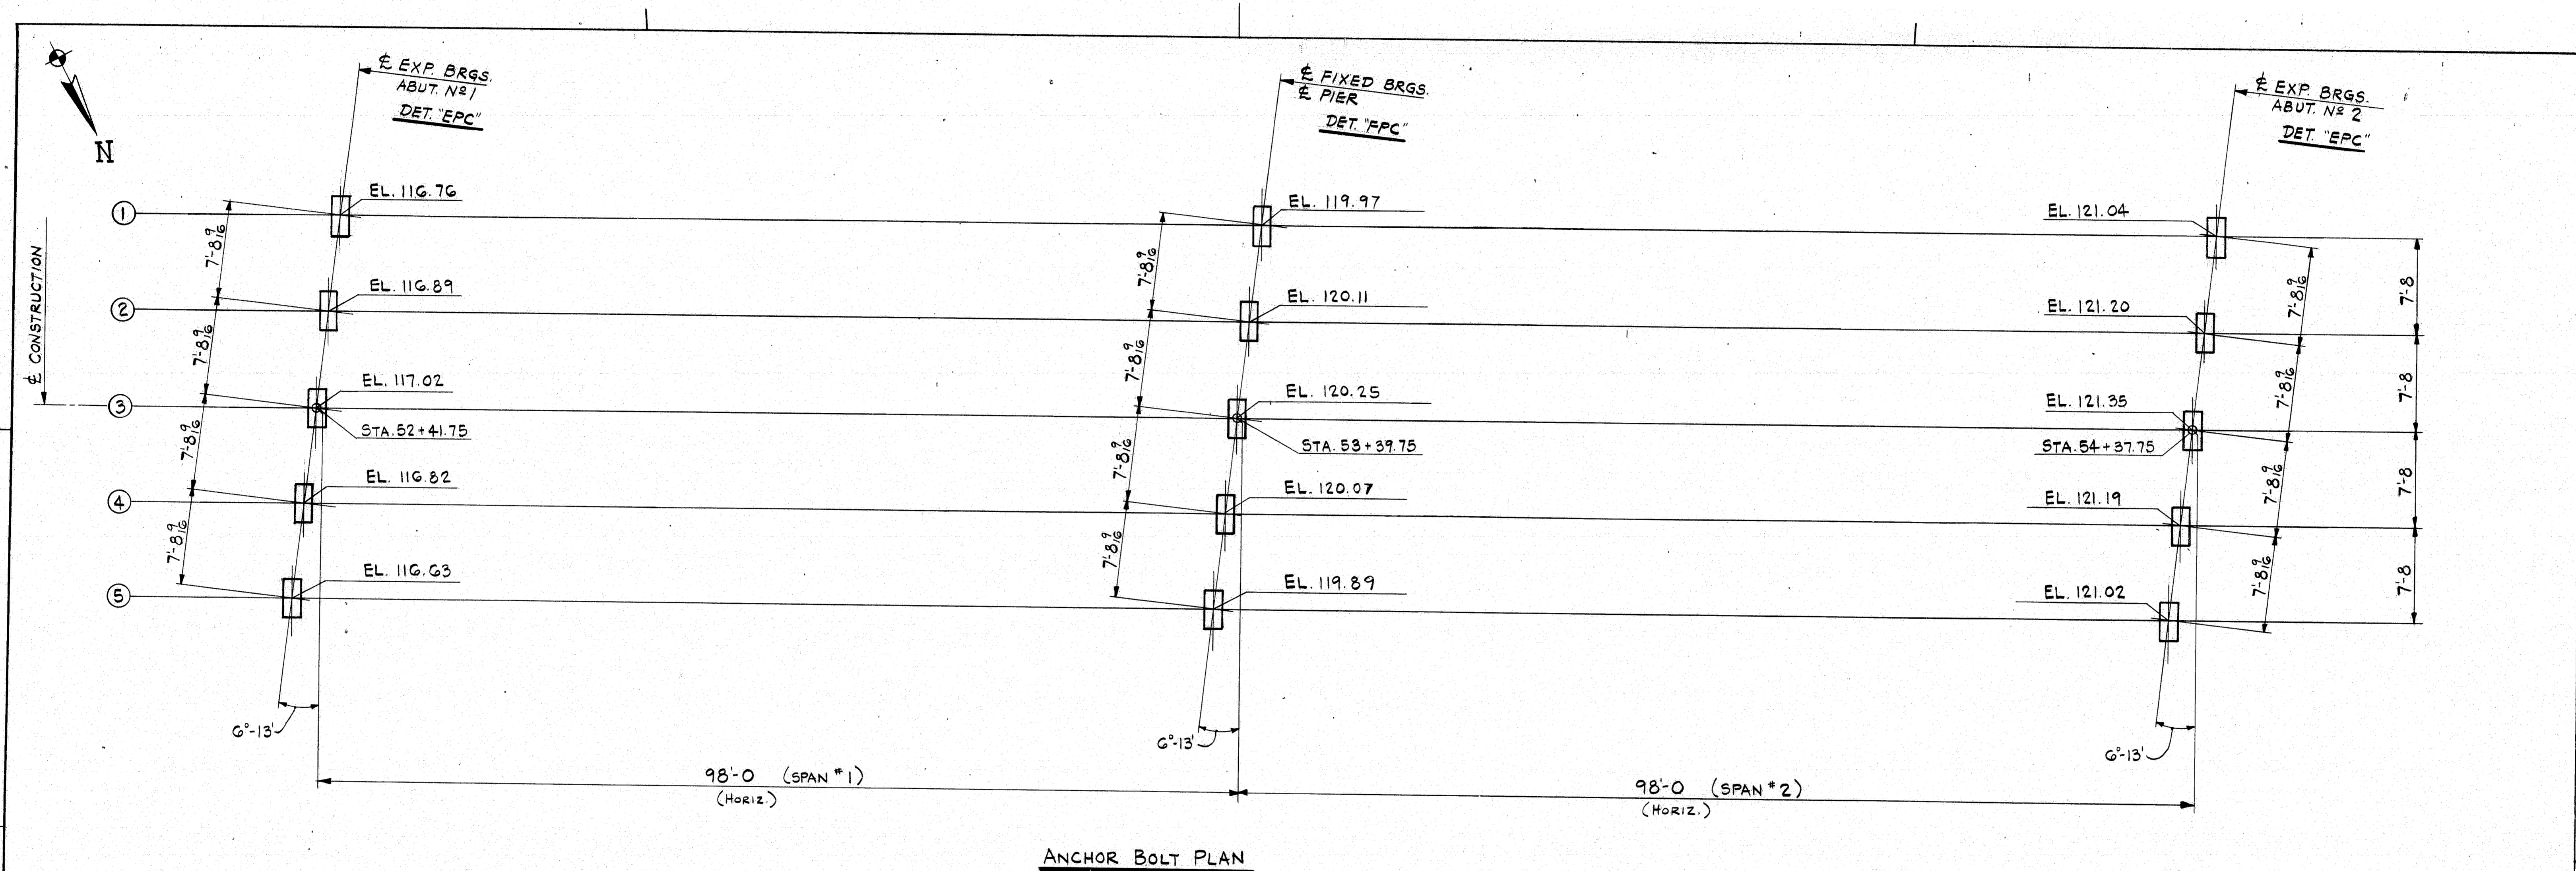 ℄ EXP. BRGS.
ABUT. Nº 1
DET. "EPC"
℄ FIXED BRGS.
℄ PIER
DET. "FPC"
℄ EXP. BRGS.
ABUT. Nº 2
DET. "EPC"
N
℄ CONSTRUCTION
1
EL. 116.76
EL. 119.97
EL. 121.04
7'-8 9/16
7'-8 9/16
7'-8 9/16
7'-8
2
EL. 116.89
EL. 120.11
EL. 121.20
7'-8 9/16
7'-8 9/16
7'-8 9/16
7'-8
3
EL. 117.02
EL. 120.25
EL. 121.35
STA. 52+41.75
STA. 53+39.75
STA. 54+37.75
7'-8 9/16
7'-8 9/16
7'-8 9/16
7'-8
4
EL. 116.82
EL. 120.07
EL. 121.19
7'-8 9/16
7'-8 9/16
7'-8 9/16
7'-8
5
EL. 116.63
EL. 119.89
EL. 121.02
6°-13'
6°-13'
6°-13'
98'-0 (SPAN #1)
(HORIZ.)
98'-0 (SPAN #2)
(HORIZ.)
ANCHOR BOLT PLAN